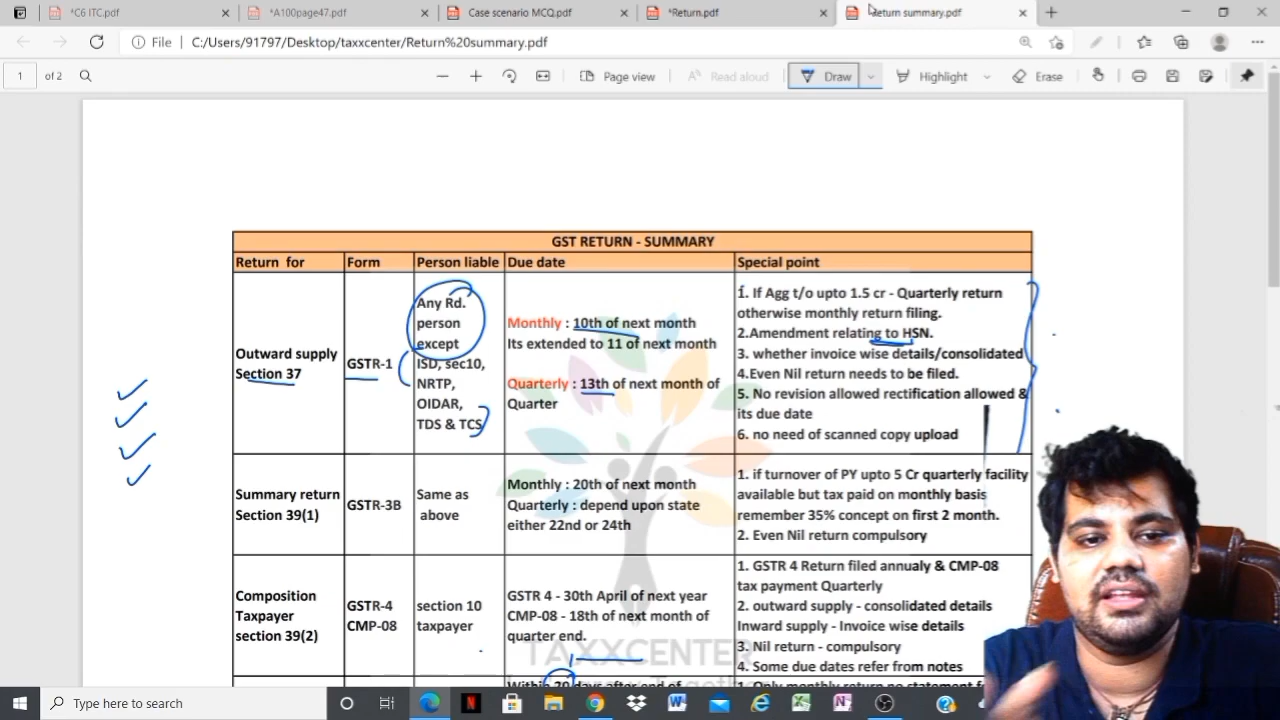 *C6 ITC.pdf
*A100page47.pdf
Case scenario MCQ.pdf
*Return.pdf
Return summary.pdf
File
C:/Users/91797/Desktop/taxxcenter/Return%20summary.pdf
1
of 2
Page view
Read aloud
Draw
Highlight
Erase
GST RETURN - SUMMARY
Return for
Form
Person liable
Due date
Special point
Outward supply
Section 37
GSTR-1
Any Rd.
person
except
ISD, sec10,
NRTP,
OIDAR,
TDS & TCS
Monthly : 10th of next month
Its extended to 11 of next month
Quarterly : 13th of next month of
Quarter
1. If Agg t/o upto 1.5 cr - Quarterly return
otherwise monthly return filing.
2.Amendment relating to HSN.
3. whether invoice wise details/consolidated
4.Even Nil return needs to be filed.
5. No revision allowed rectification allowed &
its due date
6. no need of scanned copy upload
Summary return
Section 39(1)
GSTR-3B
Same as
above
Monthly : 20th of next month
Quarterly : depend upon state
either 22nd or 24th
1. if turnover of PY upto 5 Cr quarterly facility
available but tax paid on monthly basis
remember 35% concept on first 2 month.
2. Even Nil return compulsory
Composition
Taxpayer
section 39(2)
GSTR-4
CMP-08
section 10
taxpayer
GSTR 4 - 30th April of next year
CMP-08 - 18th of next month of
quarter end.
1. GSTR 4 Return filed annualy & CMP-08
tax payment Quarterly
2. outward supply - consolidated details
Inward supply - Invoice wise details
3. Nil return - compulsory
4. Some due dates refer from notes
TAXXCENTER
Within 20 days after end of
1. Only monthly return no statement
Type here to search